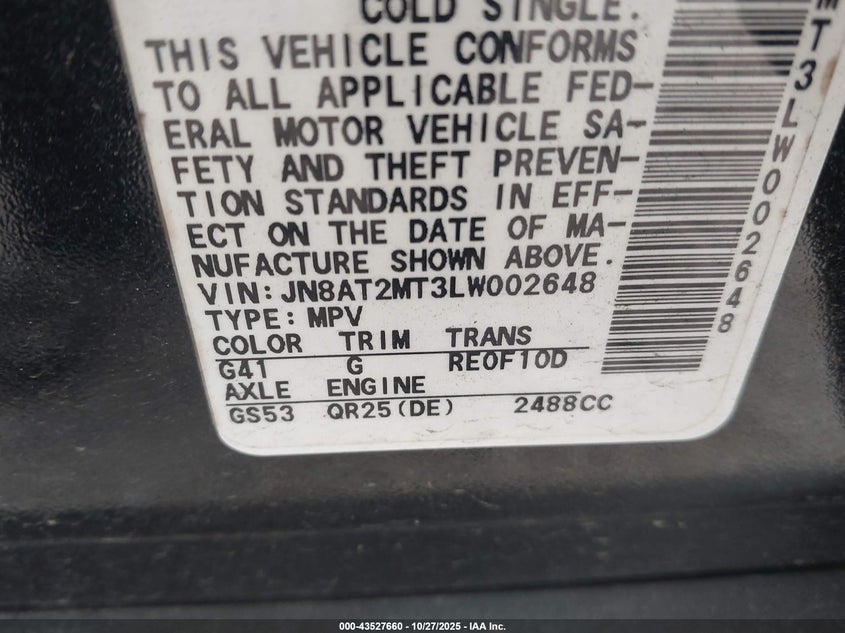 COLD SINGLE.
THIS VEHICLE CONFORMS
TO ALL APPLICABLE FED-
ERAL MOTOR VEHICLE SA-
FETY AND THEFT PREVEN-
TION STANDARDS IN EFF-
ECT ON THE DATE OF MA-
NUFACTURE SHOWN ABOVE.
VIN:JN8AT2MT3LW002648
TYPE:MPV
COLOR TRIM TRANS
G41 G RE0F10D
AXLE ENGINE
GS53 QR25(DE) 2488CC
MT3LW002648
000-43527660 | 10/27/2025 - IAA Inc.